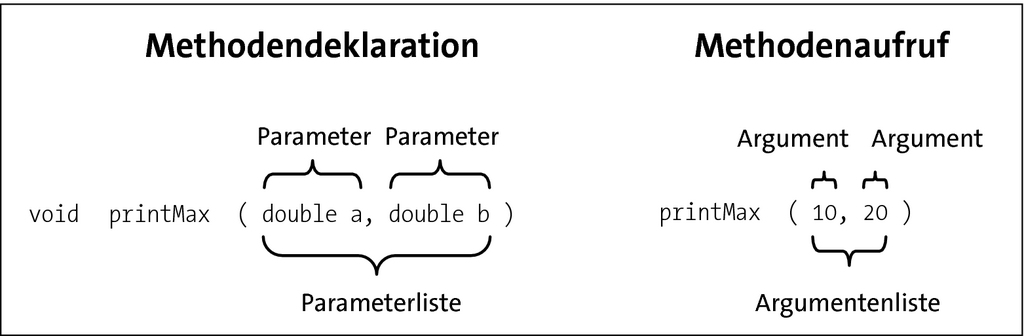 Methodendeklaration
Methodenaufruf
Parameter Parameter
Argument Argument
void printMax ( double a, double b )
printMax ( 10, 20 )
Parameterliste
Argumentenliste